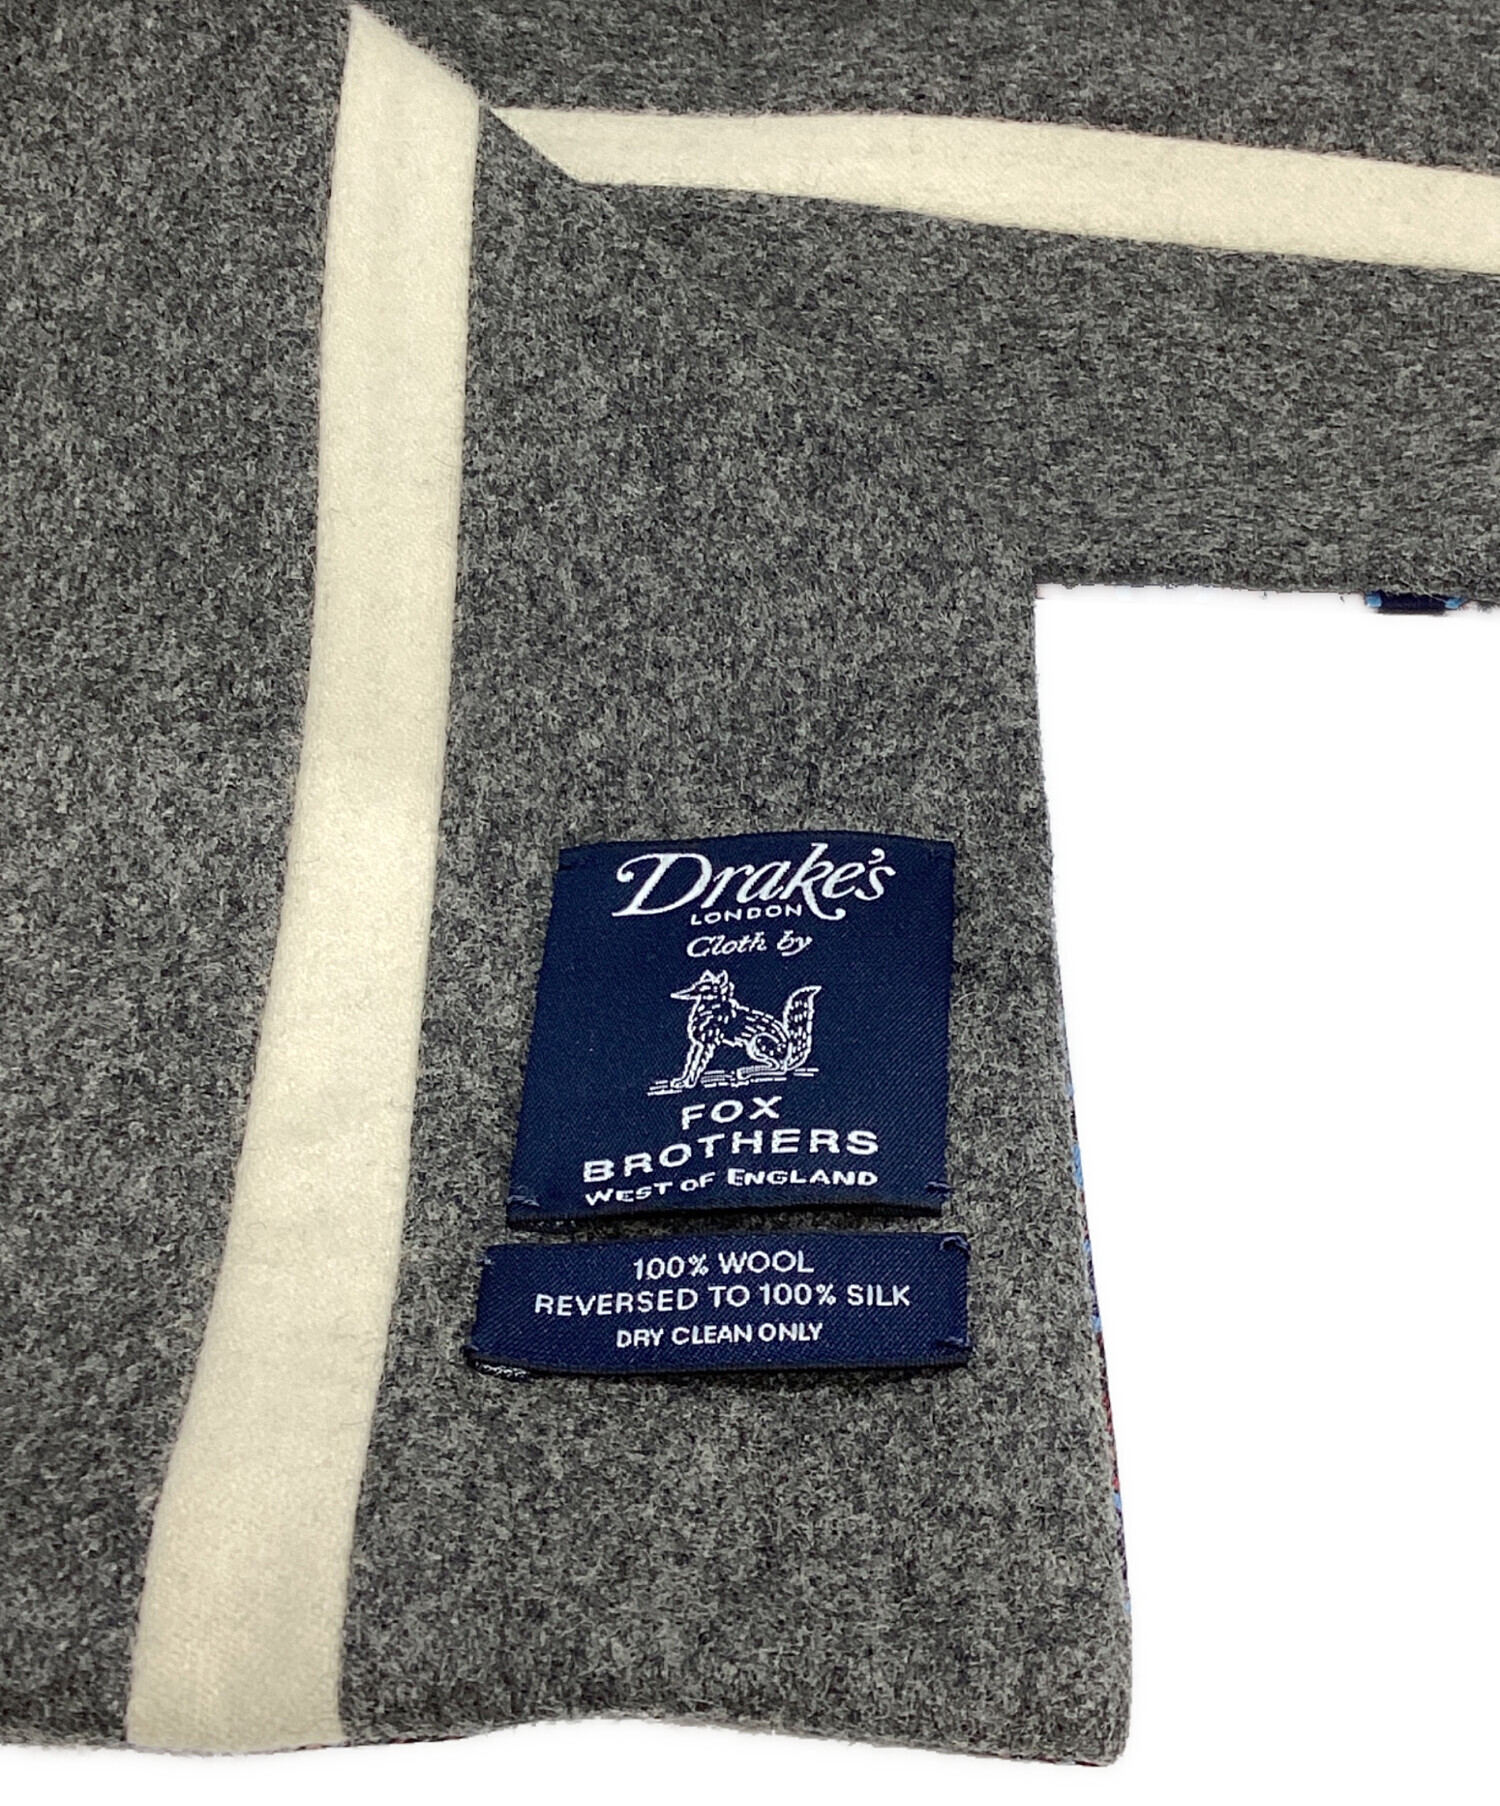 Drake's
LONDON
Cloth by
FOX
BROTHERS
WEST OF ENGLAND
100% WOOL
REVERSED TO 100% SILK
DRY CLEAN ONLY